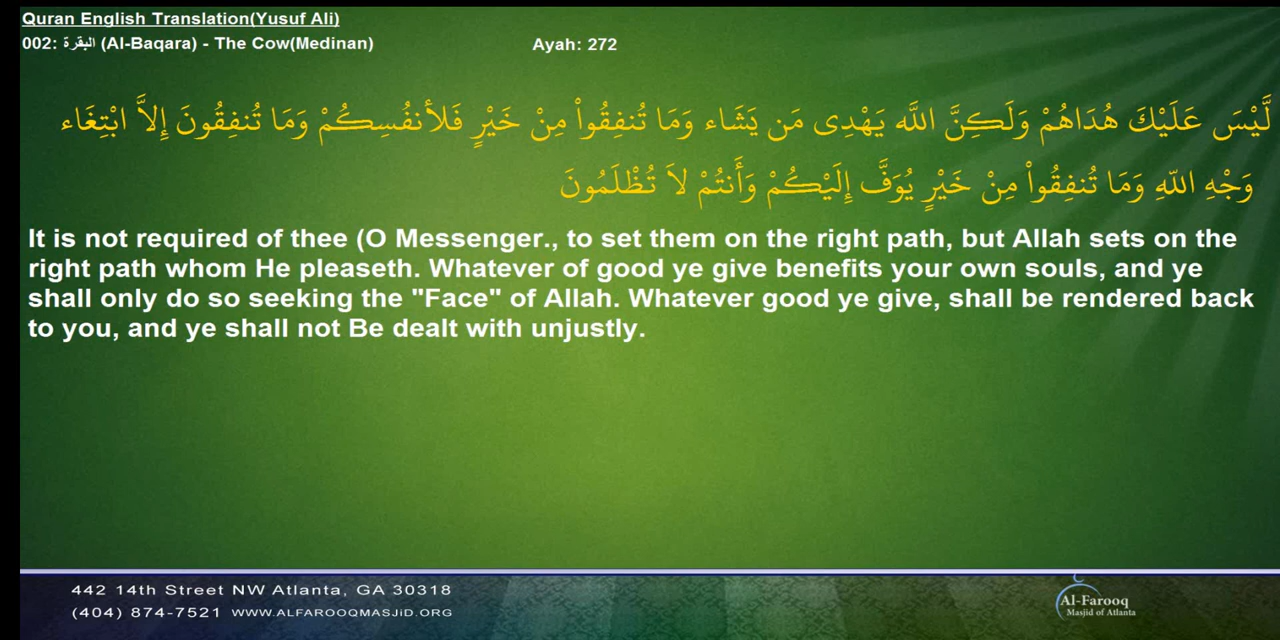 Quran English Translation(Yusuf Ali)
002: البقرة (Al-Baqara) - The Cow(Medinan)
Ayah: 272
لَّيْسَ عَلَيْكَ هُدَاهُمْ وَلَكِنَّ اللَّه يَهْدِى مَن يَشَاء وَمَا تُنفِقُواْ مِنْ خَيْرٍ فَلأنفُسِكُمْ وَمَا تُنفِقُونَ إِلاَّ ابْتِغَاء
وَجْهِ اللّهِ وَمَا تُنفِقُواْ مِنْ خَيْرٍ يُوَفَّ إِلَيْكُمْ وَأَنتُمْ لاَ تُظْلَمُونَ
It is not required of thee (O Messenger., to set them on the right path, but Allah sets on the
right path whom He pleaseth. Whatever of good ye give benefits your own souls, and ye
shall only do so seeking the "Face" of Allah. Whatever good ye give, shall be rendered back
to you, and ye shall not Be dealt with unjustly.
442 14th Street NW Atlanta, GA 30318
(404) 874-7521 WWW.ALFAROOQMASJiD.ORG
Al-Farooq
Masjid of Atlanta